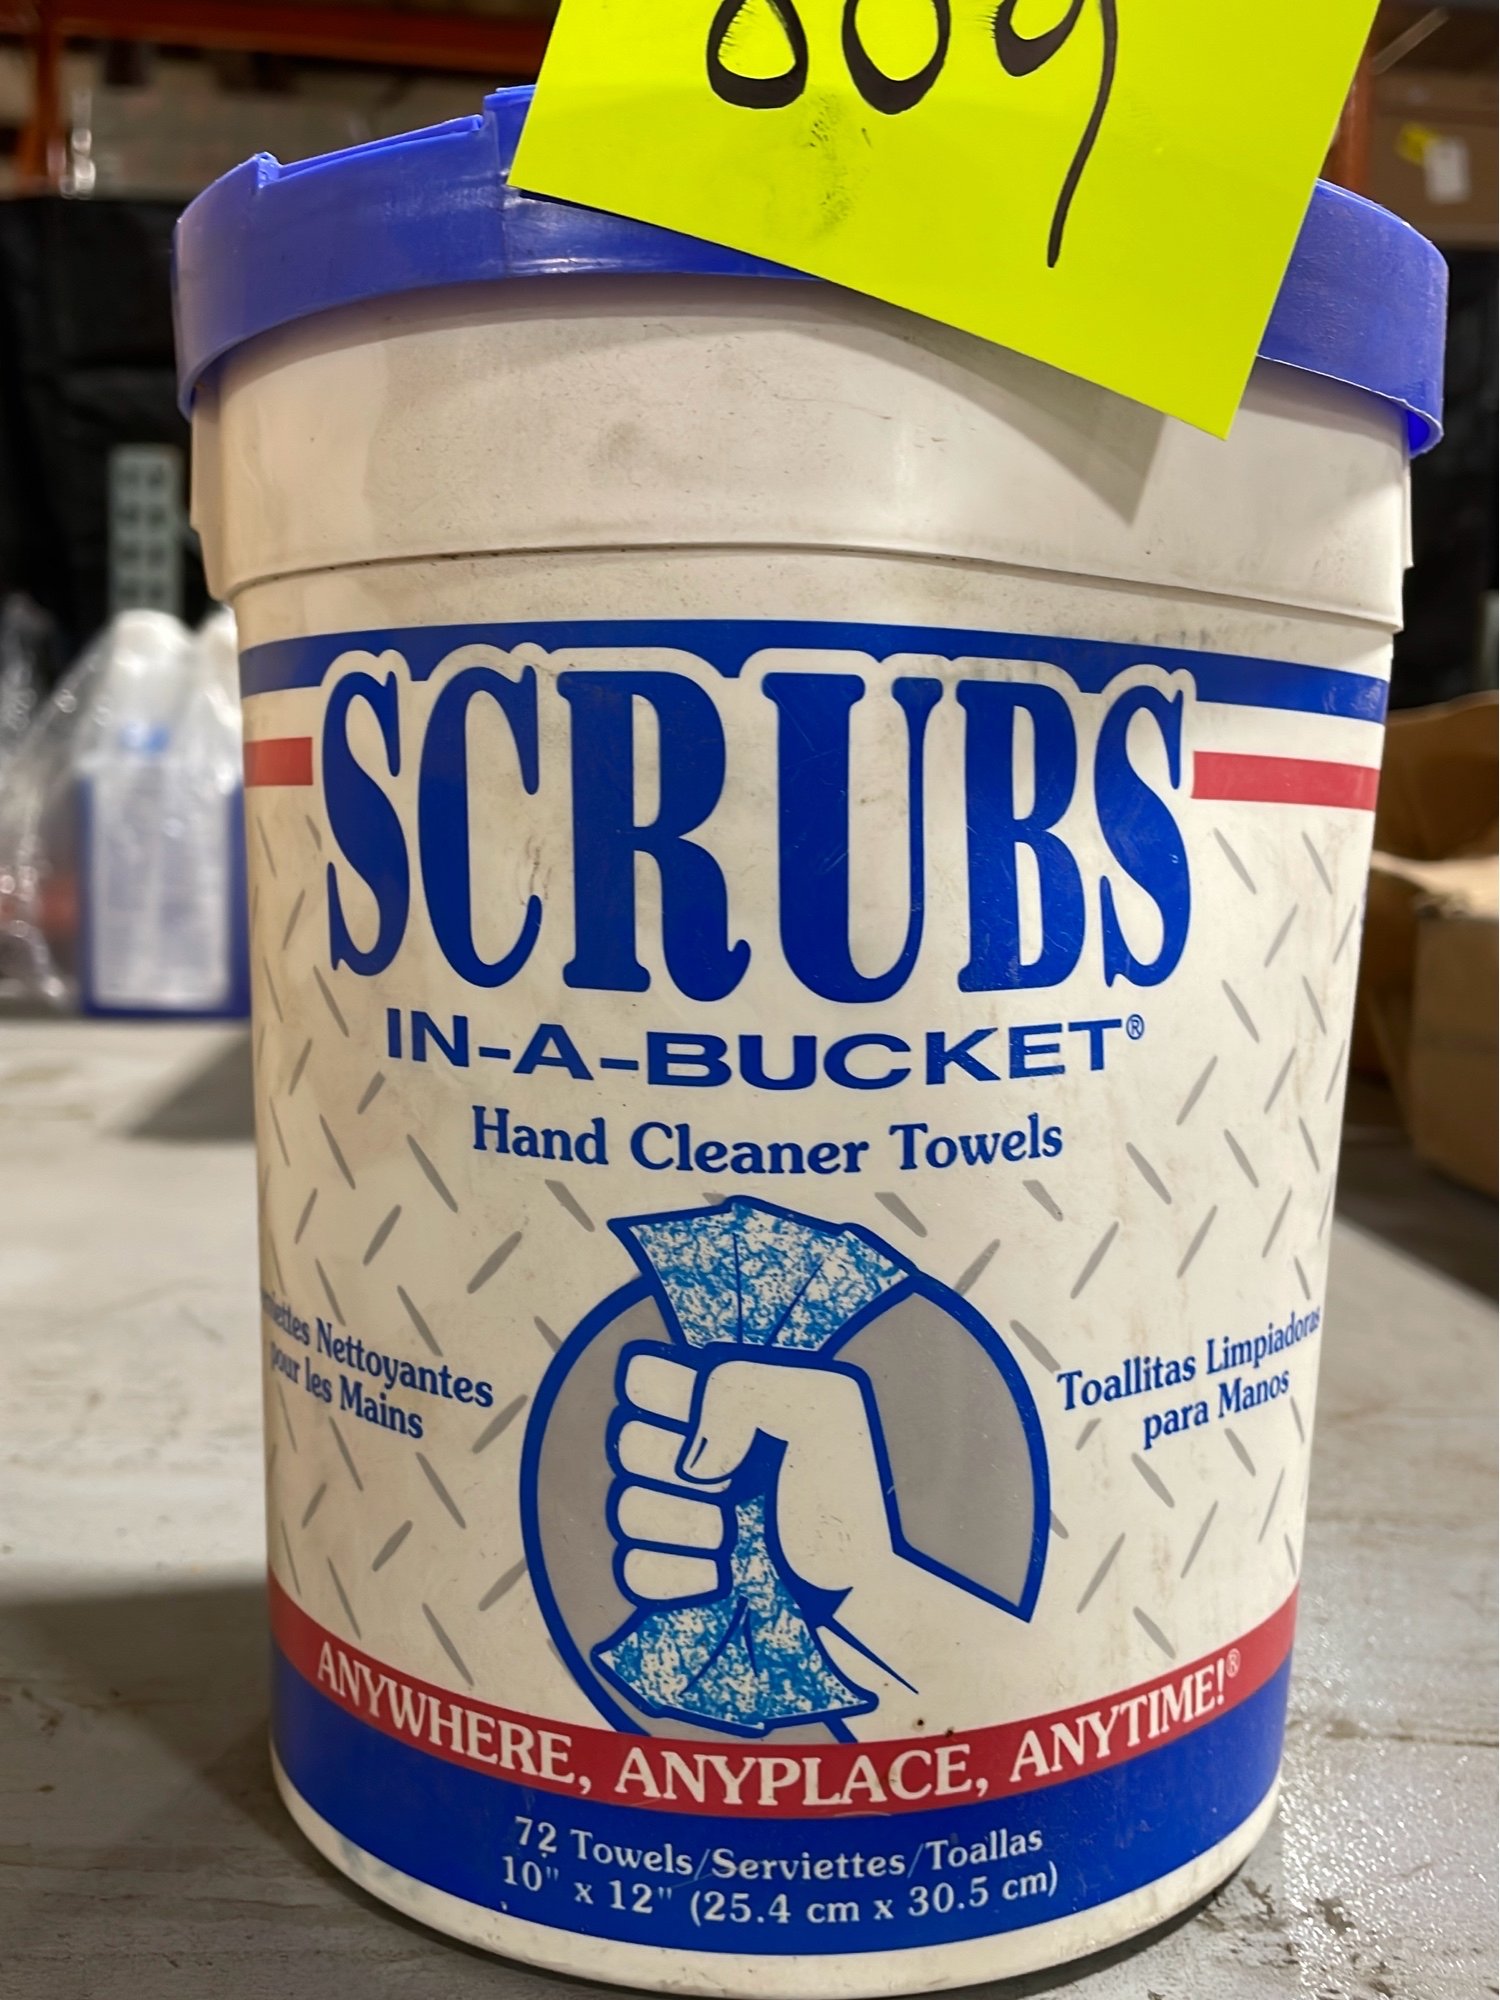 009
SCRUBS
IN-A-BUCKET®
Hand Cleaner Towels
Nettoyantes
pour les Mains
Toallitas Limpiadoras
para Manos
ANYWHERE, ANYPLACE, ANYTIME!®
72 Towels/Serviettes/Toallas
10" x 12" (25.4 cm x 30.5 cm)